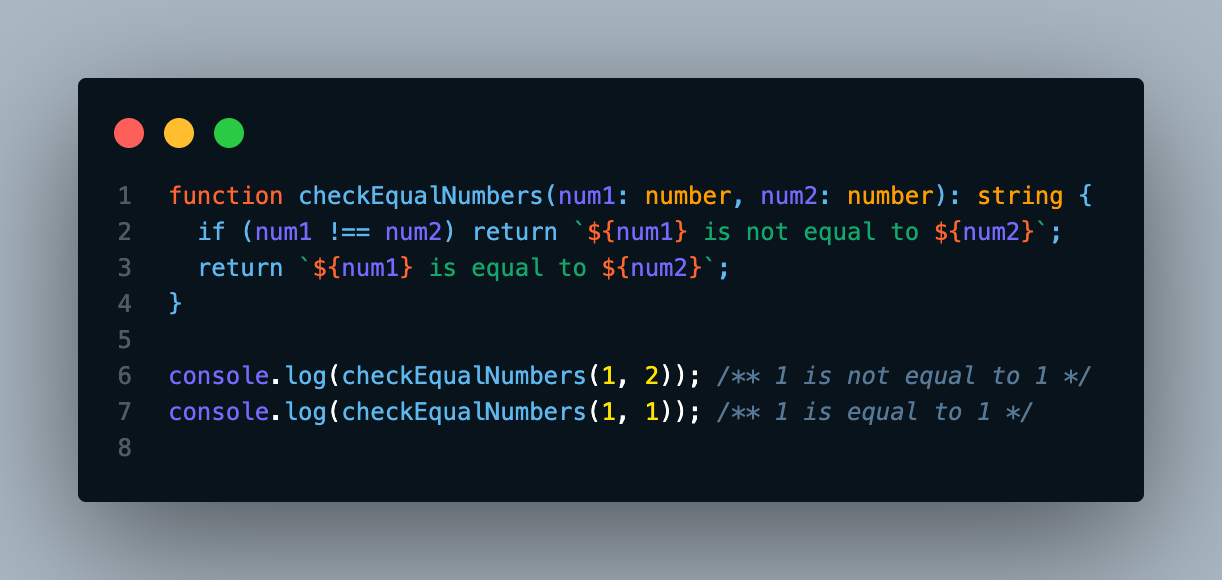 1 function checkEqualNumbers(num1: number, num2: number): string {
2   if (num1 !== num2) return `${num1} is not equal to ${num2}`;
3   return `${num1} is equal to ${num2}`;
4 }
5
6 console.log(checkEqualNumbers(1, 2)); /** 1 is not equal to 1 */
7 console.log(checkEqualNumbers(1, 1)); /** 1 is equal to 1 */
8